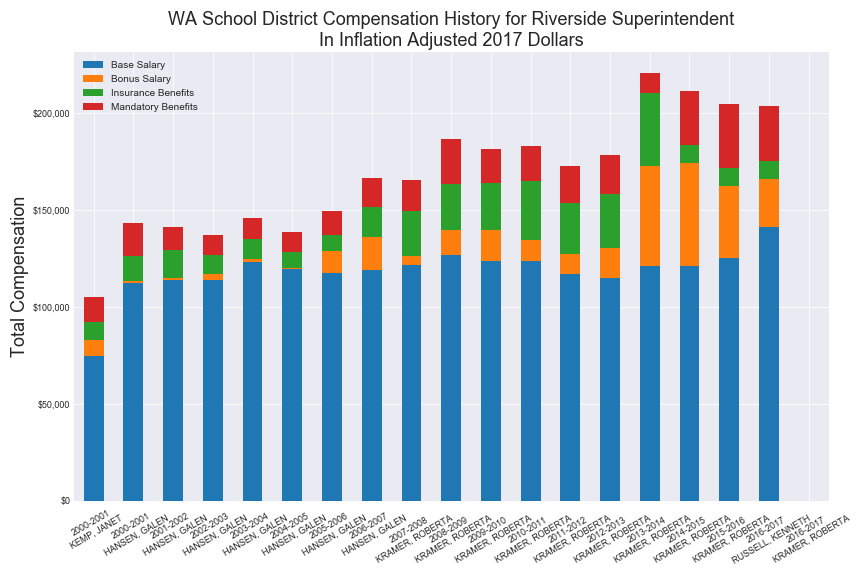 WA School District Compensation History for Riverside Superintendent
In Inflation Adjusted 2017 Dollars
Base Salary
Bonus Salary
Insurance Benefits
Mandatory Benefits
Total Compensation
$200,000
$150,000
$100,000
$50,000
$0
2000-2001
KEMP, JANET
2000-2001
HANSEN, GALEN
2001-2002
HANSEN, GALEN
2002-2003
HANSEN, GALEN
2003-2004
HANSEN, GALEN
2004-2005
HANSEN, GALEN
2005-2006
HANSEN, GALEN
2006-2007
HANSEN, GALEN
2007-2008
KRAMER, ROBERTA
2008-2009
KRAMER, ROBERTA
2009-2010
KRAMER, ROBERTA
2010-2011
KRAMER, ROBERTA
2011-2012
KRAMER, ROBERTA
2012-2013
KRAMER, ROBERTA
2013-2014
KRAMER, ROBERTA
2014-2015
KRAMER, ROBERTA
2015-2016
KRAMER, ROBERTA
2016-2017
RUSSELL, KENNETH
2016-2017
KRAMER, ROBERTA